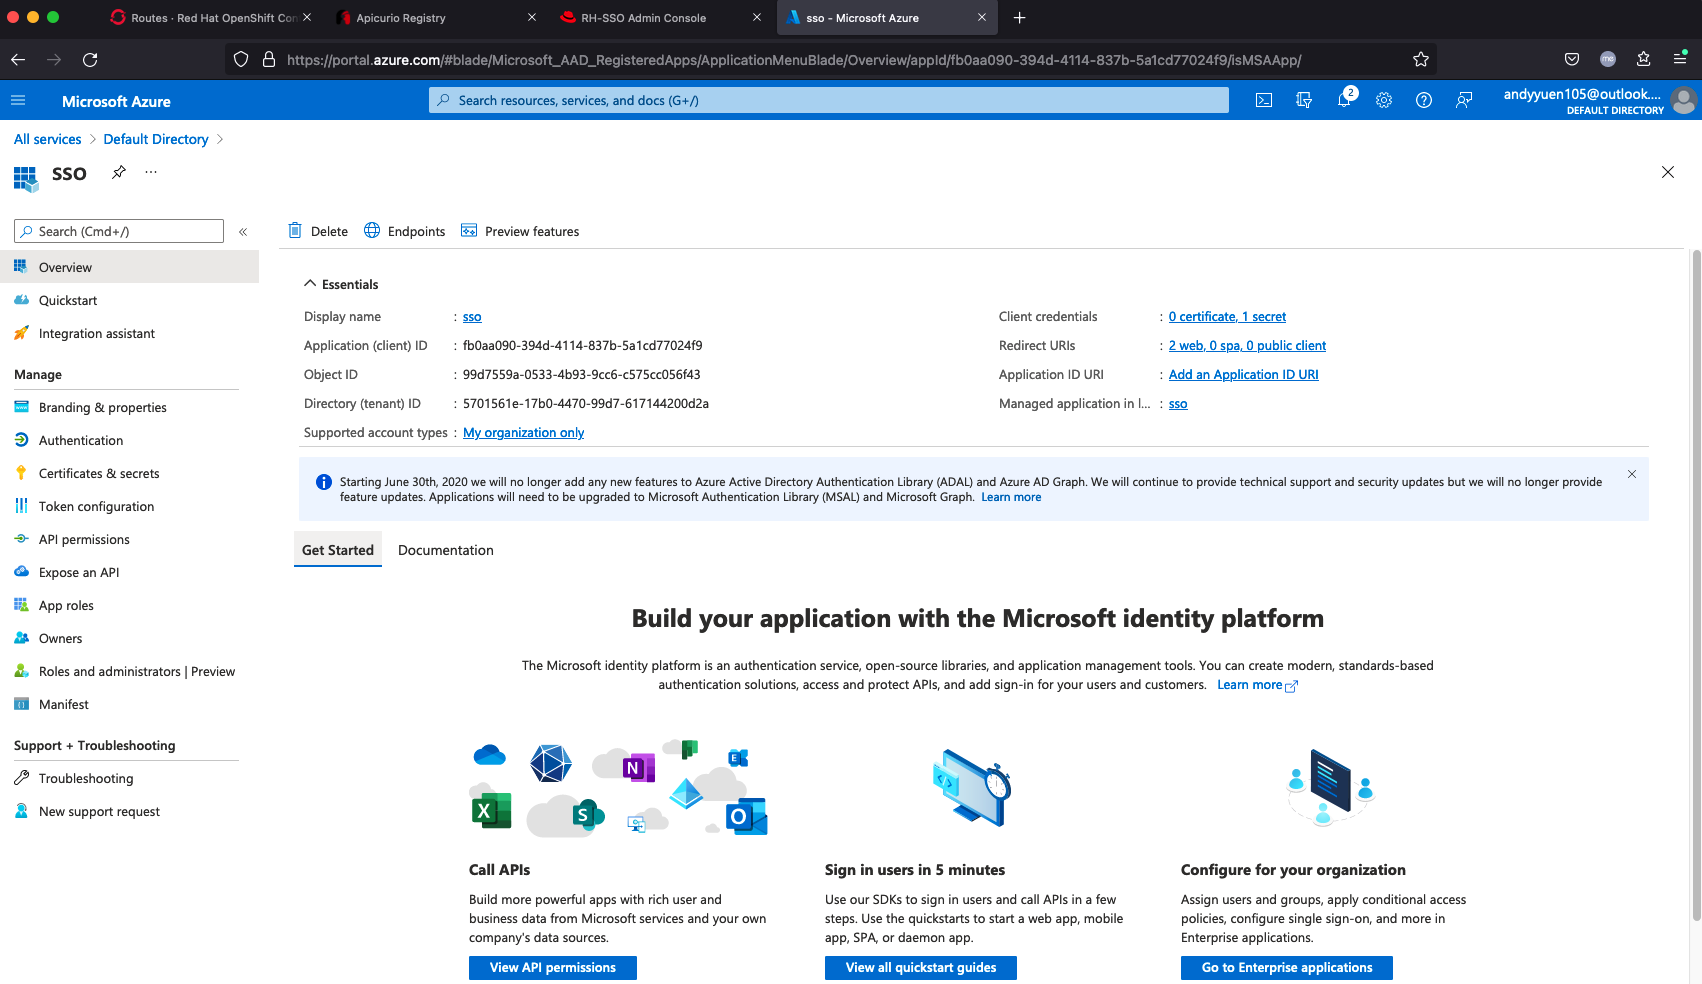 Routes · Red Hat OpenShift Con
Apicurio Registry
RH-SSO Admin Console
sso - Microsoft Azure
https://portal.azure.com/#blade/Microsoft_AAD_RegisteredApps/ApplicationMenuBlade/Overview/appId/fb0aa090-394d-4114-837b-5a1cd77024f9/isMSAApp/
me
Microsoft Azure
Search resources, services, and docs (G+/)
2
andyyuen105@outlook....
DEFAULT DIRECTORY
All services > Default Directory >
sso
...
Search (Cmd+/)
«
Overview
Quickstart
Integration assistant
Manage
Branding & properties
Authentication
Certificates & secrets
Token configuration
API permissions
Expose an API
App roles
Owners
Roles and administrators | Preview
Manifest
Support + Troubleshooting
Troubleshooting
New support request
Delete
Endpoints
Preview features
Essentials
Display name : sso
Application (client) ID : fb0aa090-394d-4114-837b-5a1cd77024f9
Object ID : 99d7559a-0533-4b93-9cc6-c575cc056f43
Directory (tenant) ID : 5701561e-17b0-4470-99d7-617144200d2a
Supported account types : My organization only
Client credentials : 0 certificate, 1 secret
Redirect URIs : 2 web, 0 spa, 0 public client
Application ID URI : Add an Application ID URI
Managed application in l... : sso
Starting June 30th, 2020 we will no longer add any new features to Azure Active Directory Authentication Library (ADAL) and Azure AD Graph. We will continue to provide technical support and security updates but we will no longer provide
feature updates. Applications will need to be upgraded to Microsoft Authentication Library (MSAL) and Microsoft Graph. Learn more
Get Started
Documentation
Build your application with the Microsoft identity platform
The Microsoft identity platform is an authentication service, open-source libraries, and application management tools. You can create modern, standards-based
authentication solutions, access and protect APIs, and add sign-in for your users and customers. Learn more
N
E
X
S
O
Call APIs
Build more powerful apps with rich user and
business data from Microsoft services and your own
company's data sources.
View API permissions
Sign in users in 5 minutes
Use our SDKs to sign in users and call APIs in a few
steps. Use the quickstarts to start a web app, mobile
app, SPA, or daemon app.
View all quickstart guides
Configure for your organization
Assign users and groups, apply conditional access
policies, configure single sign-on, and more in
Enterprise applications.
Go to Enterprise applications